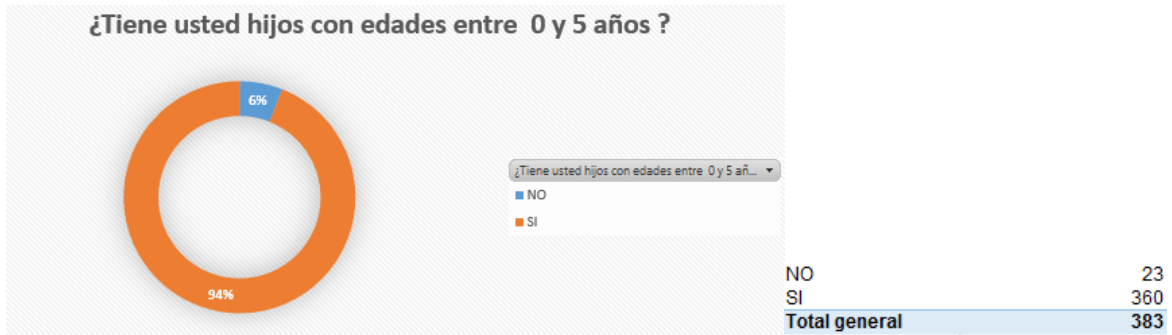 ¿Tiene usted hijos con edades entre 0 y 5 años ?
6%
94%
¿Tiene usted hijos con edades entre 0 y 5 añ...
NO
SI
NO 23
SI 360
Total general 383